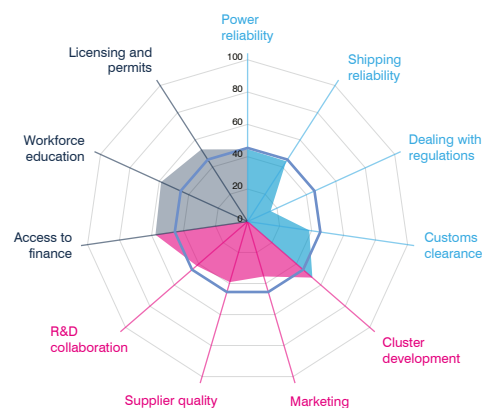 Power
reliability
Licensing and
permits
Shipping
reliability
100
80
60
40
20
0
Workforce
education
Dealing with
regulations
Access to
finance
Customs
clearance
R&D
collaboration
Cluster
development
Supplier quality
Marketing